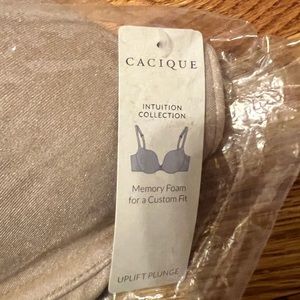 CACIQUE
INTUITION
COLLECTION
Memory Foam
for a Custom Fit
UPLIFT PLUNGE